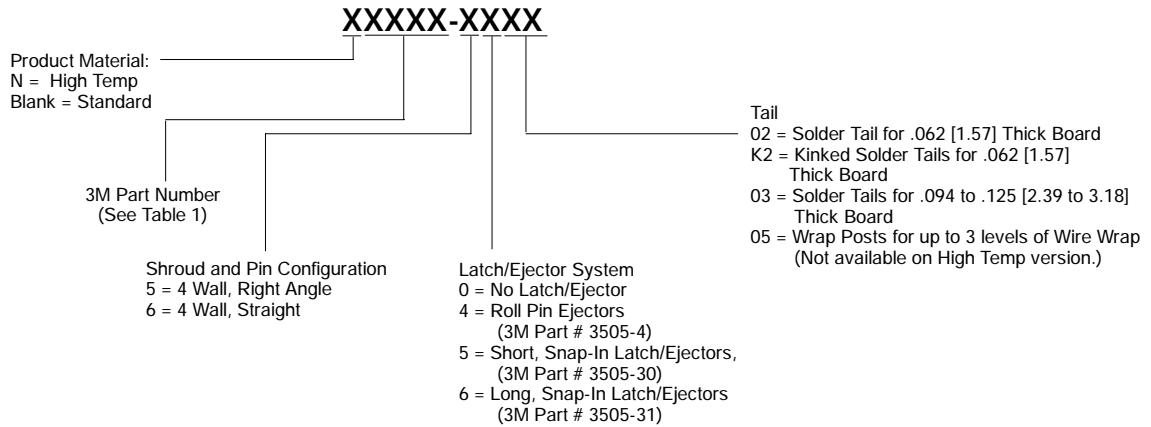 XXXXX-XXXX
Product Material:
N = High Temp
Blank = Standard
3M Part Number
(See Table 1)
Shroud and Pin Configuration
5 = 4 Wall, Right Angle
6 = 4 Wall, Straight
Latch/Ejector System
0 = No Latch/Ejector
4 = Roll Pin Ejectors
(3M Part # 3505-4)
5 = Short, Snap-In Latch/Ejectors,
(3M Part # 3505-30)
6 = Long, Snap-In Latch/Ejectors
(3M Part # 3505-31)
Tail
02 = Solder Tail for .062 [1.57] Thick Board
K2 = Kinked Solder Tails for .062 [1.57]
Thick Board
03 = Solder Tails for .094 to .125 [2.39 to 3.18]
Thick Board
05 = Wrap Posts for up to 3 levels of Wire Wrap
(Not available on High Temp version.)